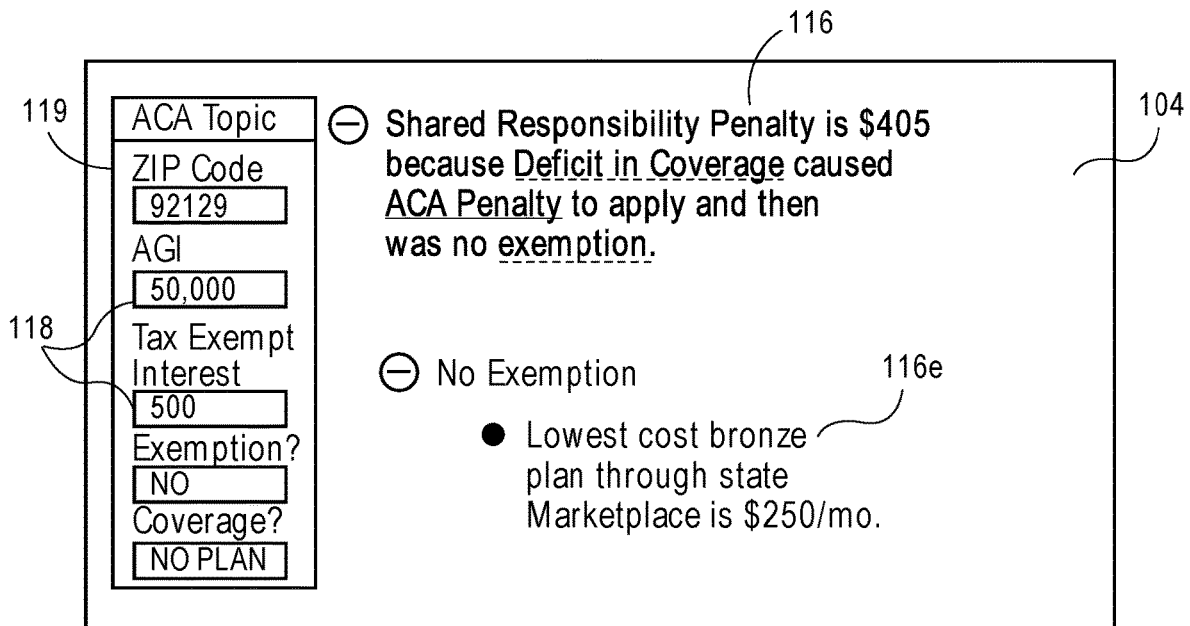 116
104
119
ACA Topic
ZIP Code
92129
AGI
50,000
118
Tax Exempt
Interest
500
Exemption?
NO
Coverage?
NO PLAN
Shared Responsibility Penalty is $405
because Deficit in Coverage caused
ACA Penalty to apply and then
was no exemption.
No Exemption
116e
Lowest cost bronze
plan through state
Marketplace is $250/mo.